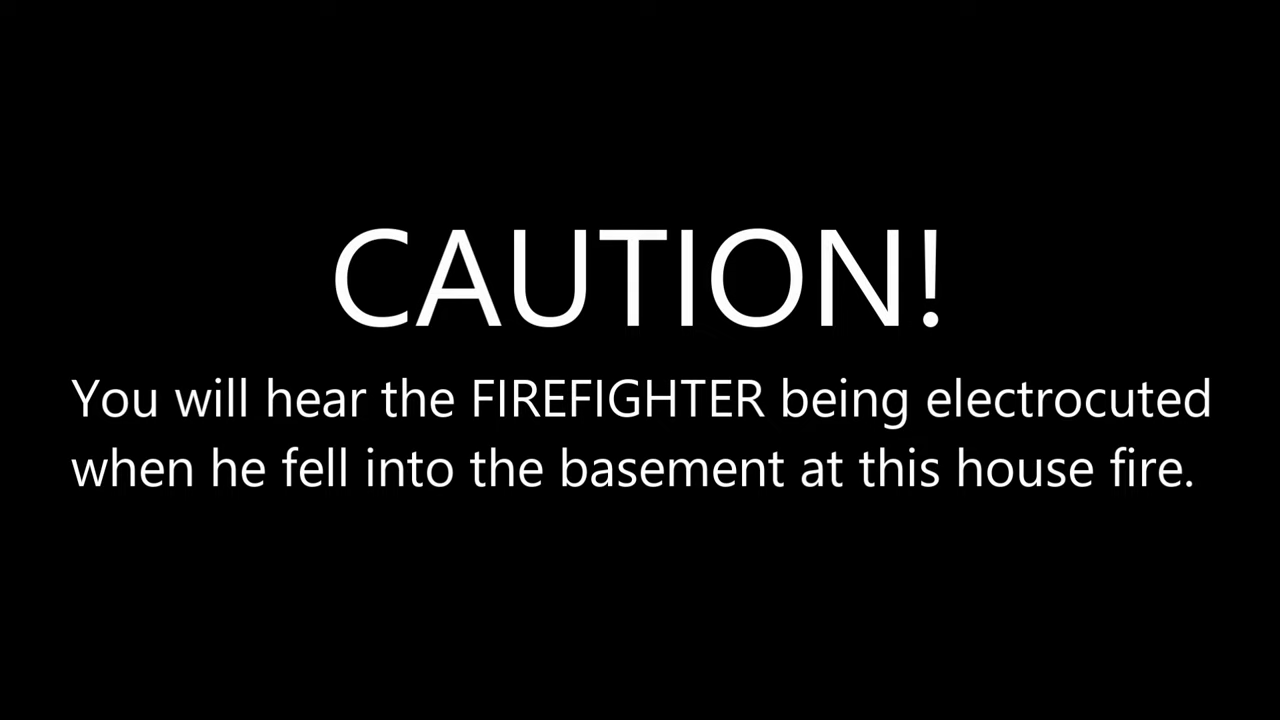 CAUTION!
You will hear the FIREFIGHTER being electrocuted
when he fell into the basement at this house fire.